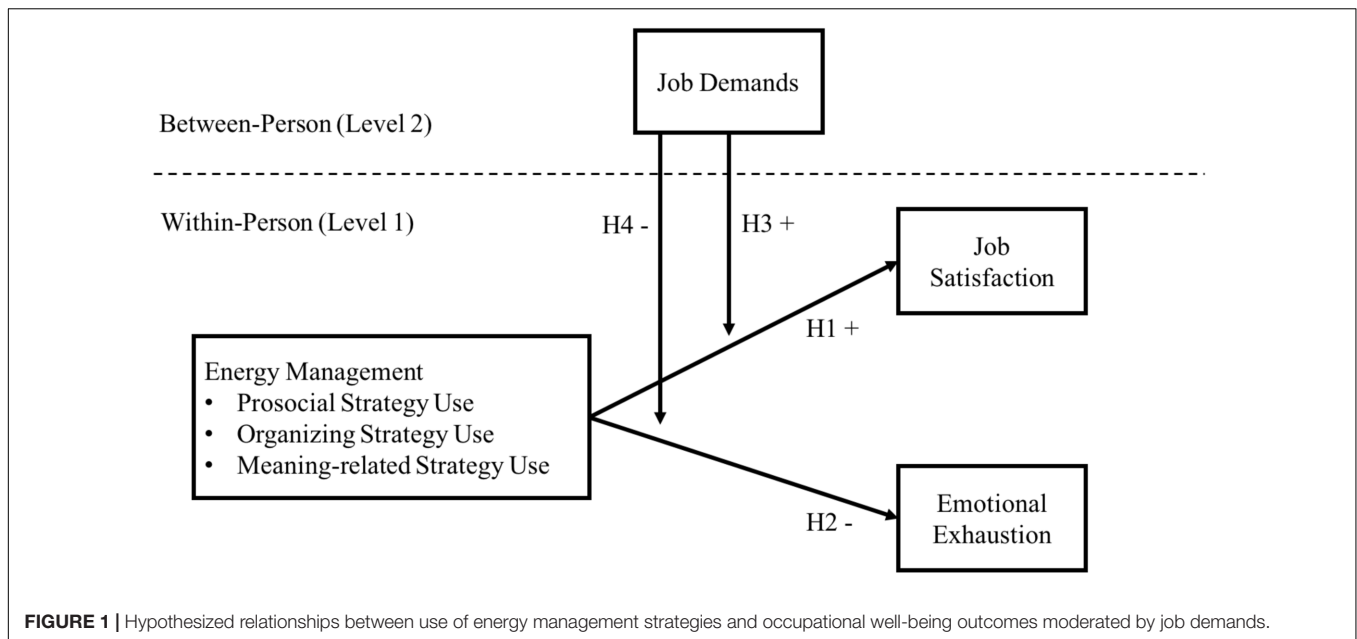 Job Demands
Between-Person (Level 2)
Within-Person (Level 1)
H4 -
H3 +
Job
Satisfaction
H1 +
Energy Management
• Prosocial Strategy Use
• Organizing Strategy Use
• Meaning-related Strategy Use
H2 -
Emotional
Exhaustion
FIGURE 1 | Hypothesized relationships between use of energy management strategies and occupational well-being outcomes moderated by job demands.